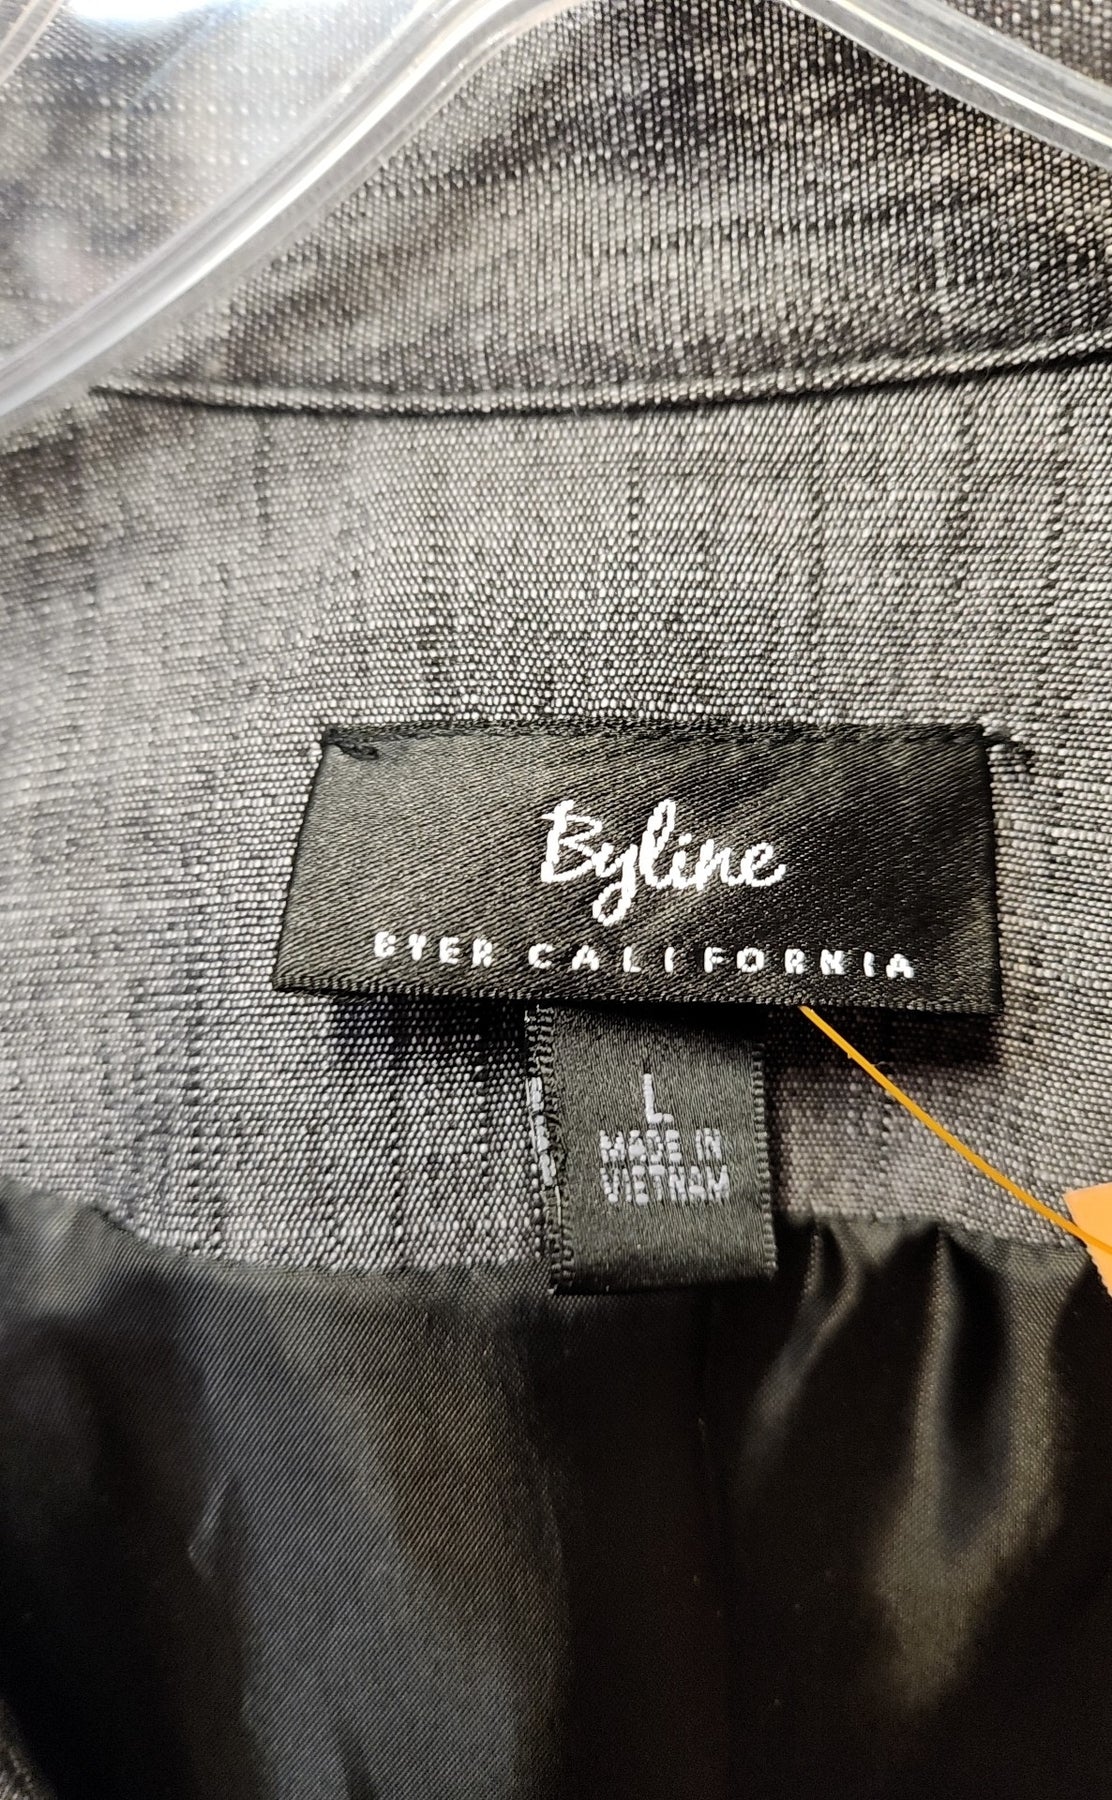 Byline
BYER CALIFORNIA
L
MADE IN
VIETNAM